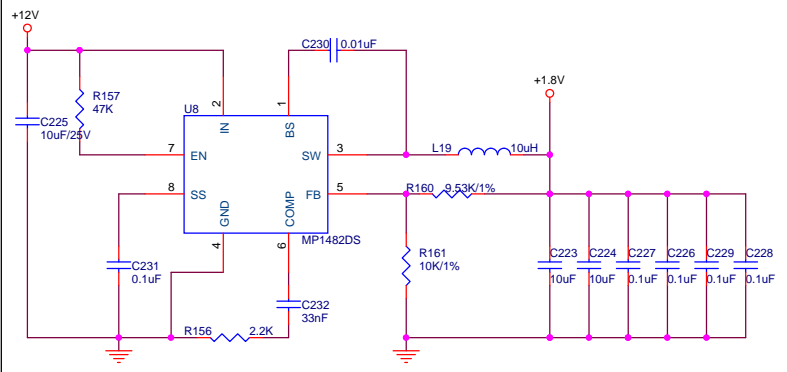 +12V
C230 0.01uF
+1.8V
R157
47K
U8
2
1
C225
10uF/25V
IN
BS
L19 10uH
7 EN
SW 3
8 SS
FB 5
R160 9.53K/1%
GND
COMP
MP1482DS
4
6
R161
10K/1%
C231
0.1uF
C223 C224 C227 C226 C229 C228
10uF 10uF 0.1uF 0.1uF 0.1uF 0.1uF
C232
33nF
R156 2.2K